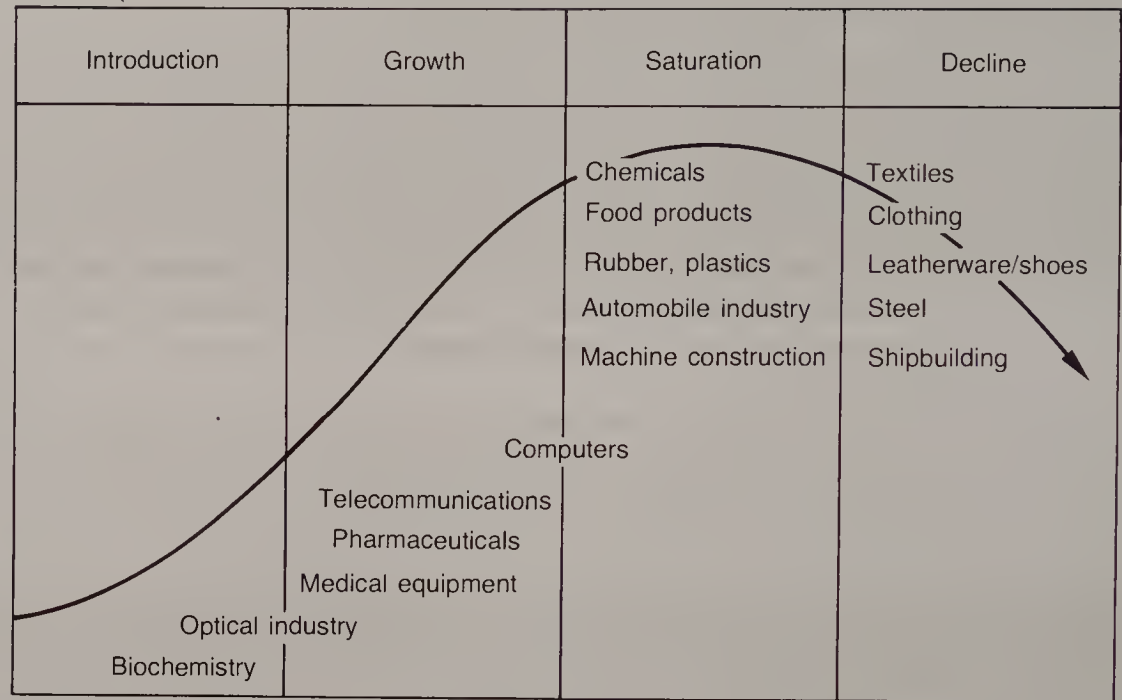 Introduction
Growth
Saturation
Decline
Chemicals
Food products
Rubber, plastics
Automobile industry
Machine construction
Textiles
Clothing
Leatherware/shoes
Steel
Shipbuilding
Computers
Telecommunications
Pharmaceuticals
Medical equipment
Optical industry
Biochemistry